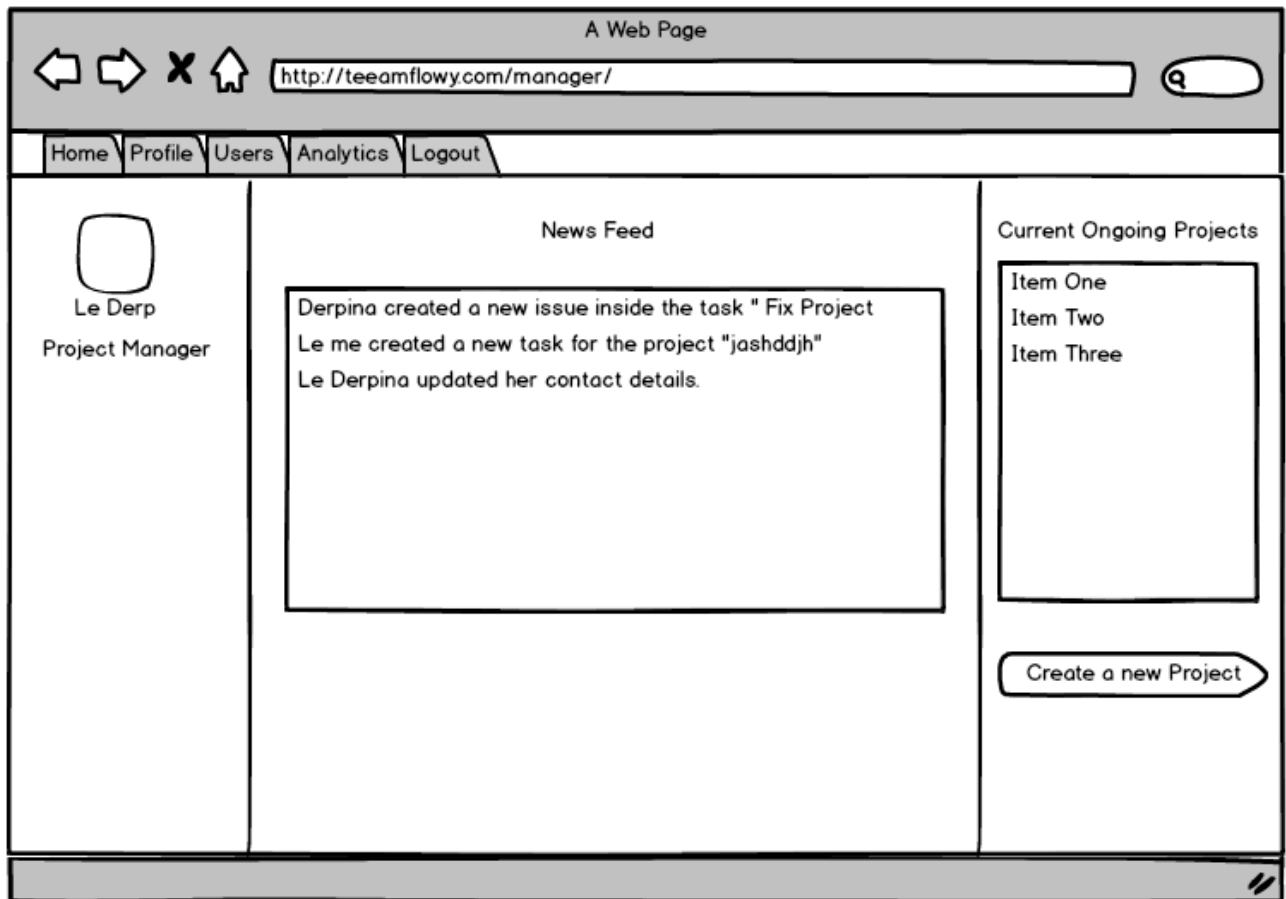 A Web Page
http://teeamflowy.com/manager/
Home Profile Users Analytics Logout
Le Derp
Project Manager
News Feed
Derpina created a new issue inside the task " Fix Project
Le me created a new task for the project "jashddjh"
Le Derpina updated her contact details.
Current Ongoing Projects
Item One
Item Two
Item Three
Create a new Project